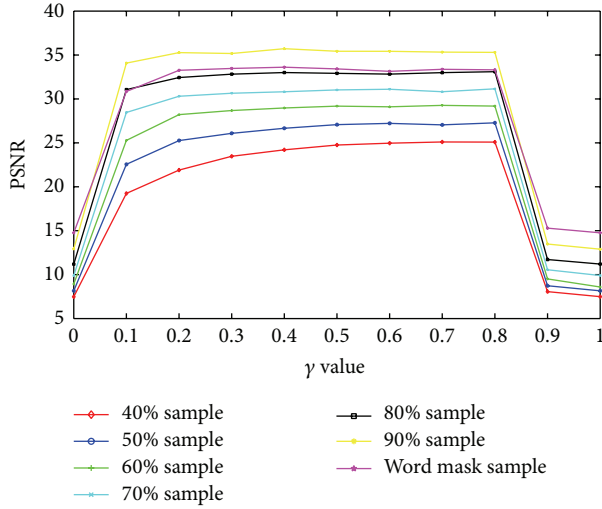 40
35
30
25
20
15
10
5
PSNR
0 0.1 0.2 0.3 0.4 0.5 0.6 0.7 0.8 0.9 1
γ value
40% sample
50% sample
60% sample
70% sample
80% sample
90% sample
Word mask sample